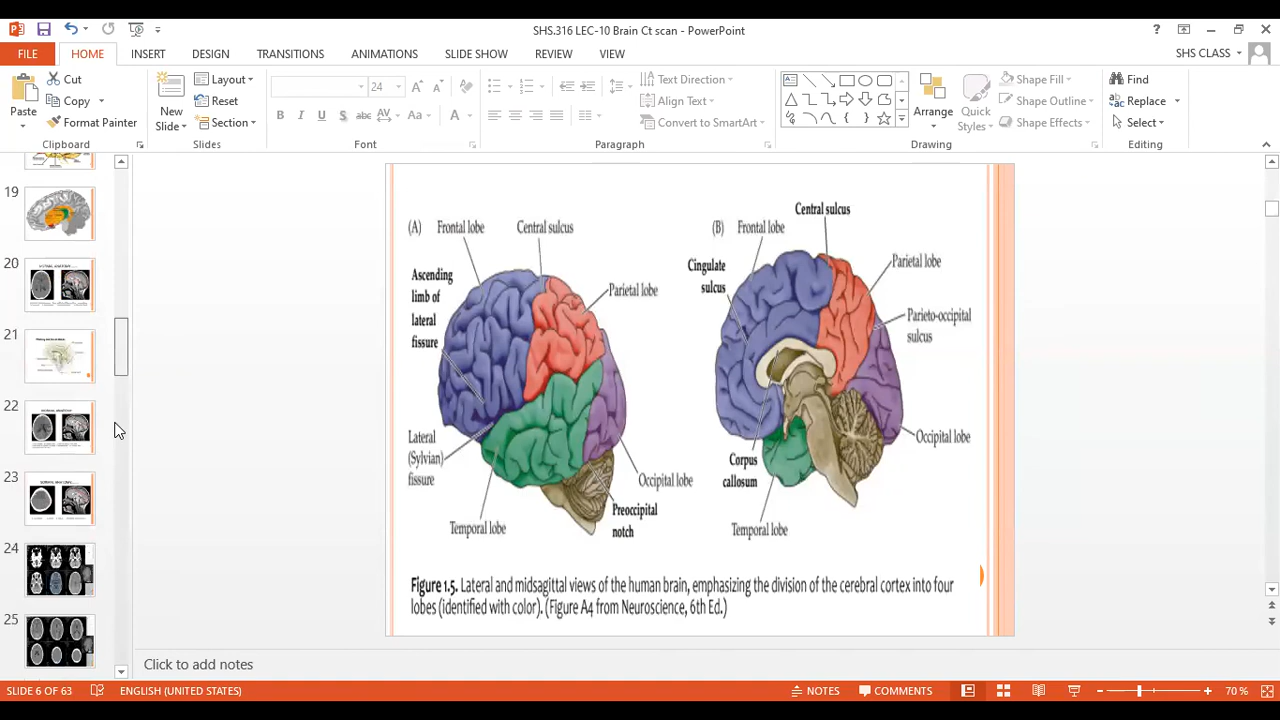 SHS.316 LEC-10 Brain Ct scan - PowerPoint
FILE HOME INSERT DESIGN TRANSITIONS ANIMATIONS SLIDE SHOW REVIEW VIEW SHS CLASS
Cut
Copy
Format Painter
Paste
Clipboard
New
Slide
Layout
Reset
Section
Slides
24
Font
Text Direction
Align Text
Convert to SmartArt
Paragraph
Arrange
Quick
Styles
Shape Fill
Shape Outline
Shape Effects
Drawing
Find
Replace
Select
Editing
19
20
21
22
23
24
25
(A) Frontal lobe Central sulcus
Ascending
limb of
lateral
fissure
Parietal lobe
Lateral
(Sylvian)
fissure
Occipital lobe
Preoccipital
notch
Temporal lobe
Central sulcus
(B) Frontal lobe
Cingulate
sulcus
Parietal lobe
Parieto-occipital
sulcus
Occipital lobe
Corpus
callosum
Temporal lobe
Figure 1.5. Lateral and midsagittal views of the human brain, emphasizing the division of the cerebral cortex into four
lobes (identified with color). (Figure A4 from Neuroscience, 6th Ed.)
Click to add notes
SLIDE 6 OF 63 ENGLISH (UNITED STATES) NOTES COMMENTS 70 %